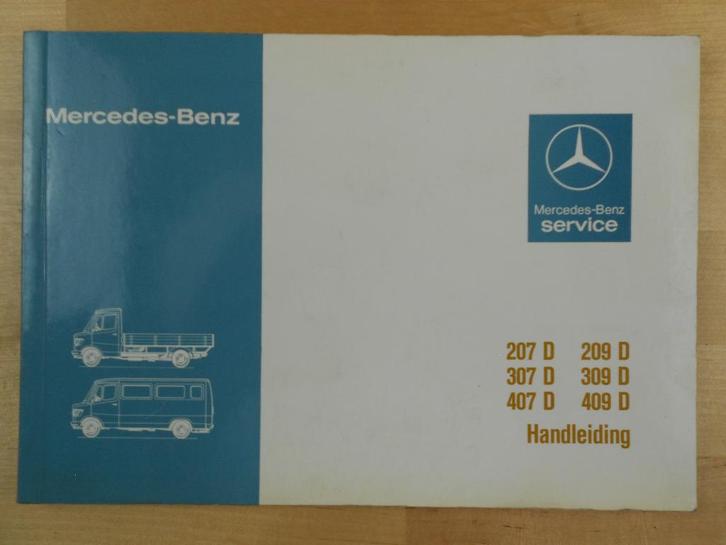 Mercedes-Benz
Mercedes-Benz
service
207 D 209 D
307 D 309 D
407 D 409 D
Handleiding